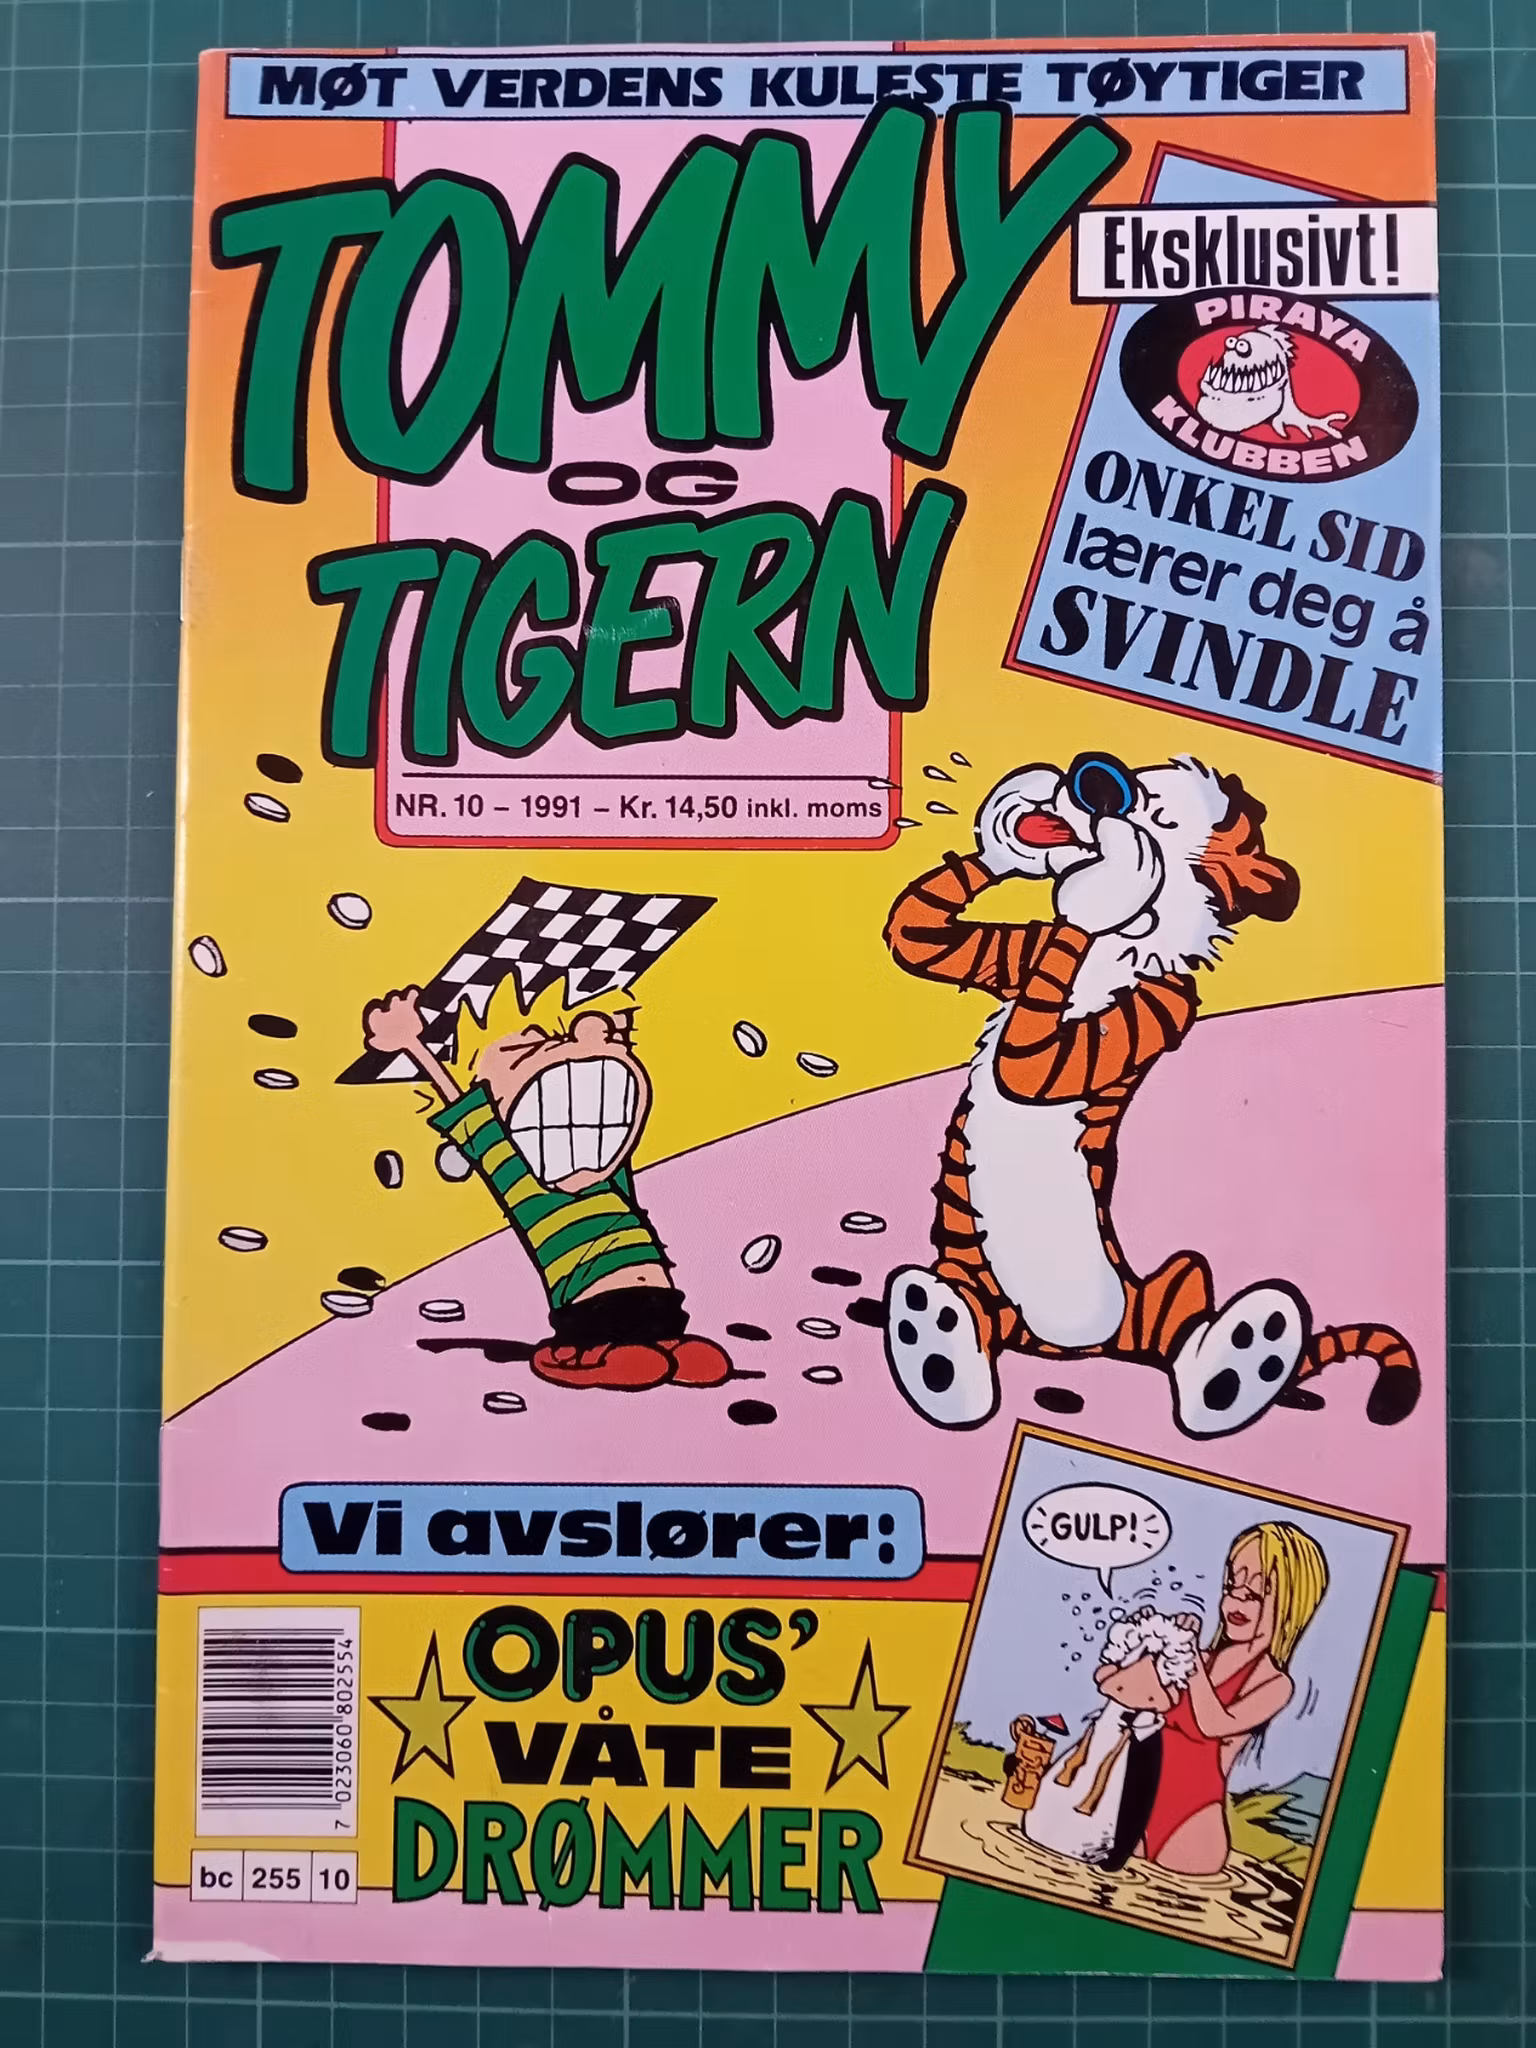 MØT VERDENS KULESTE TØYTIGER
TOMMY
OG
TIGERN
NR. 10 – 1991 – Kr. 14,50 inkl. moms
Eksklusivt!
PIRAYA
KLUBBEN
ONKEL SID
lærer deg å
SVINDLE
Vi avslører:
OPUS'
VÅTE
DRØMMER
GULP!
7 023060 802554
bc 255 10